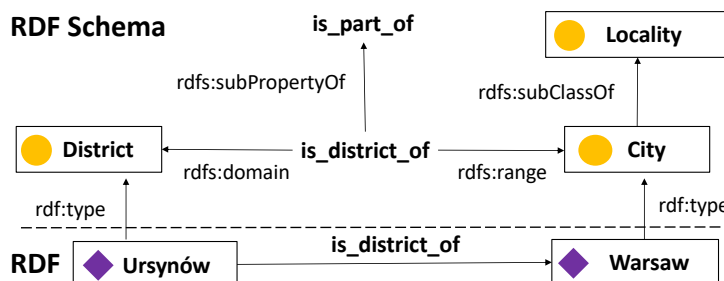 RDF Schema
is_part_of
Locality
rdfs:subPropertyOf
rdfs:subClassOf
District
is_district_of
City
rdfs:domain
rdfs:range
rdf:type
rdf:type
is_district_of
RDF
Ursynów
Warsaw